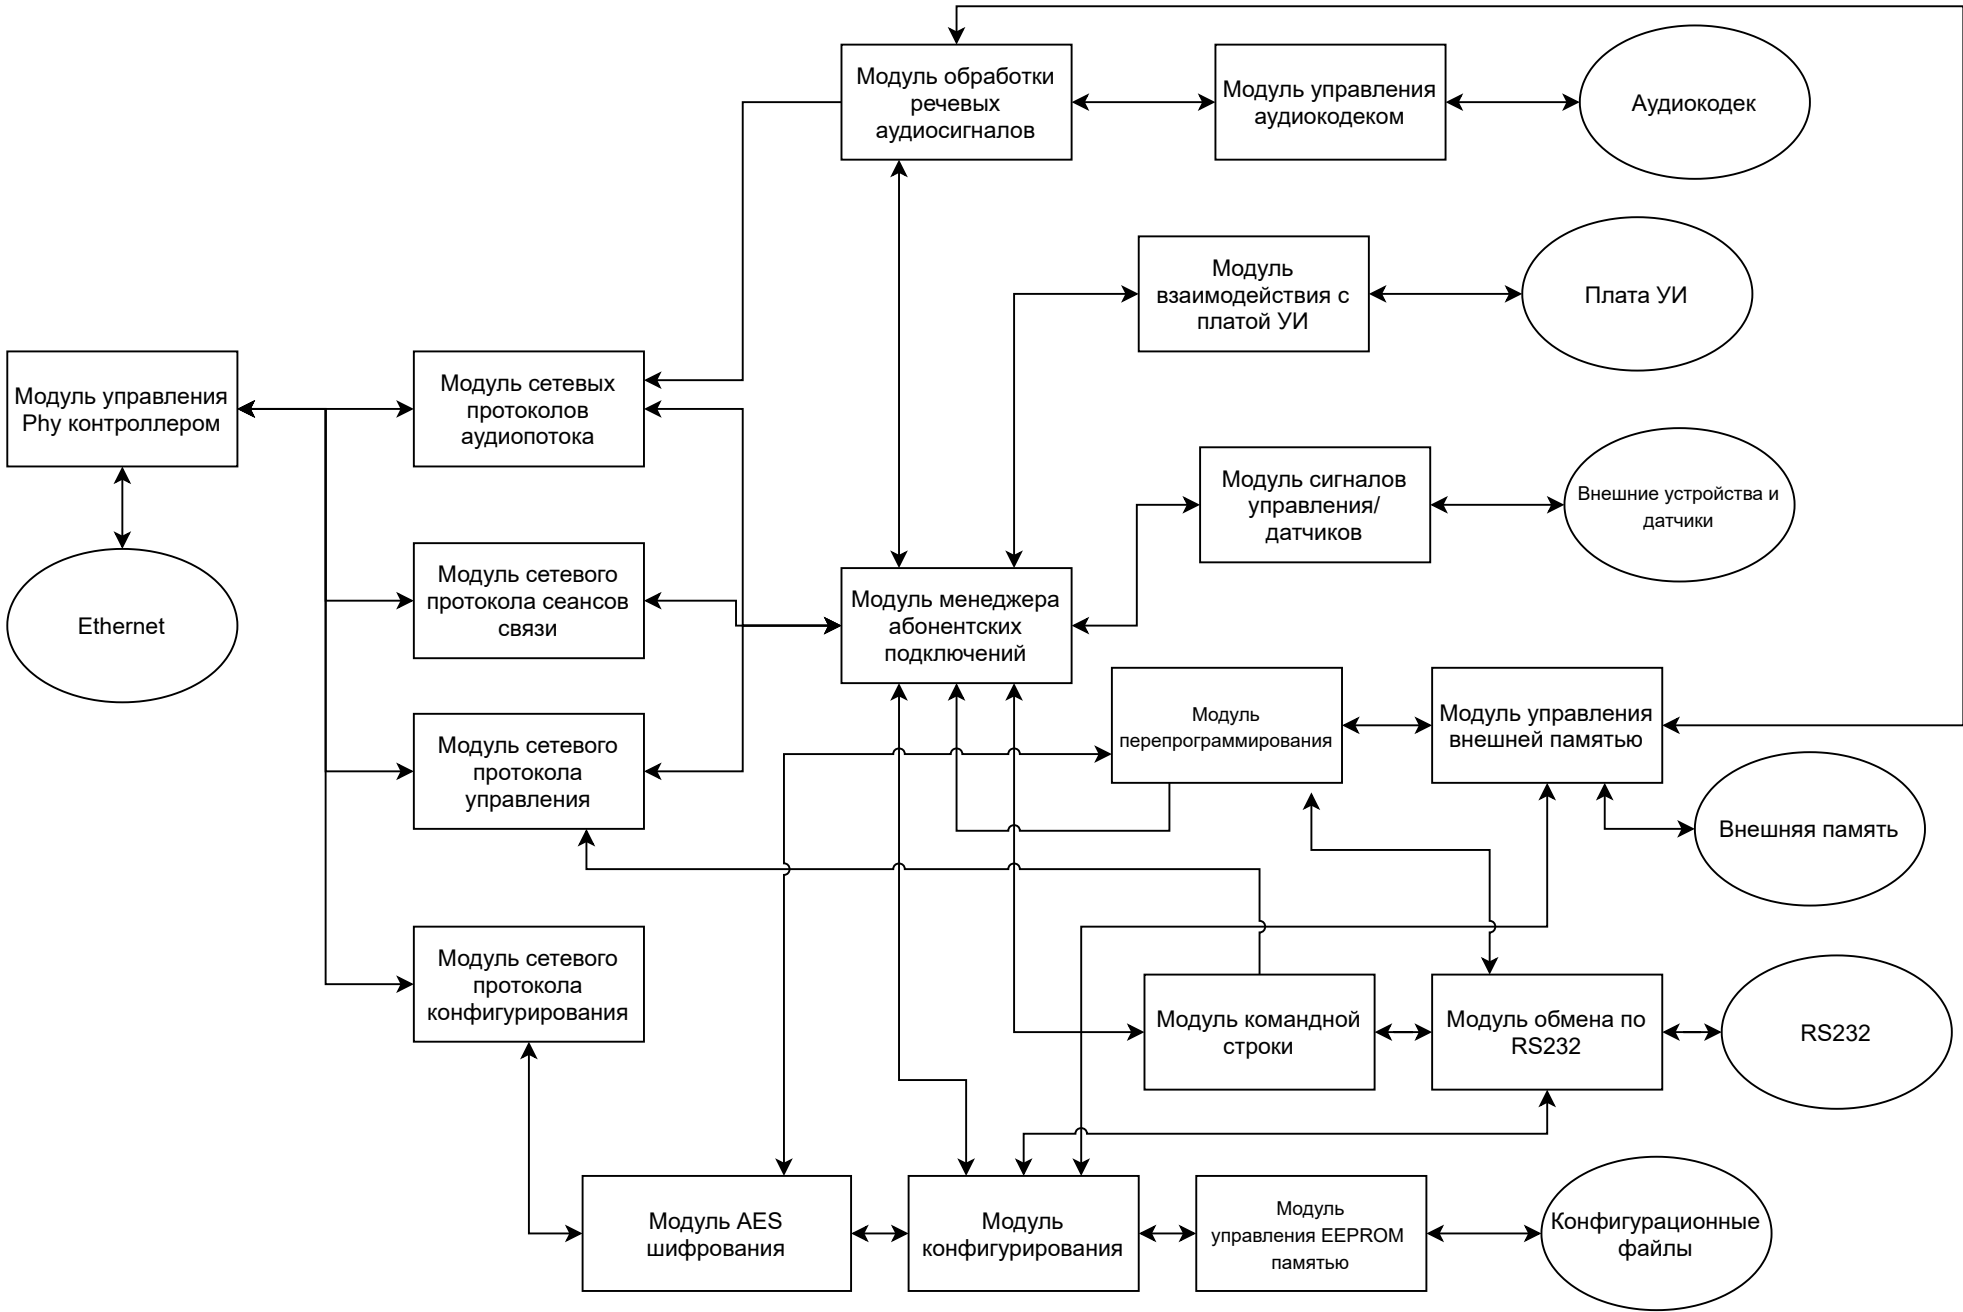 Модуль обработки
речевых
аудиосигналов
Модуль управления
аудиокодеком
Аудиокодек
Модуль
взаимодействия с
платой УИ
Плата УИ
Модуль управления
Phy контроллером
Модуль сетевых
протоколов
аудиопотока
Модуль сигналов
управления/
датчиков
Внешние устройства и
датчики
Ethernet
Модуль сетевого
протокола сеансов
связи
Модуль менеджера
абонентских
подключений
Модуль
перепрограммирования
Модуль управления
внешней памятью
Модуль сетевого
протокола
управления
Внешняя память
Модуль сетевого
протокола
конфигурирования
Модуль командной
строки
Модуль обмена по
RS232
RS232
Модуль AES
шифрования
Модуль
конфигурирования
Модуль
управления EEPROM
памятью
Конфигурационные
файлы